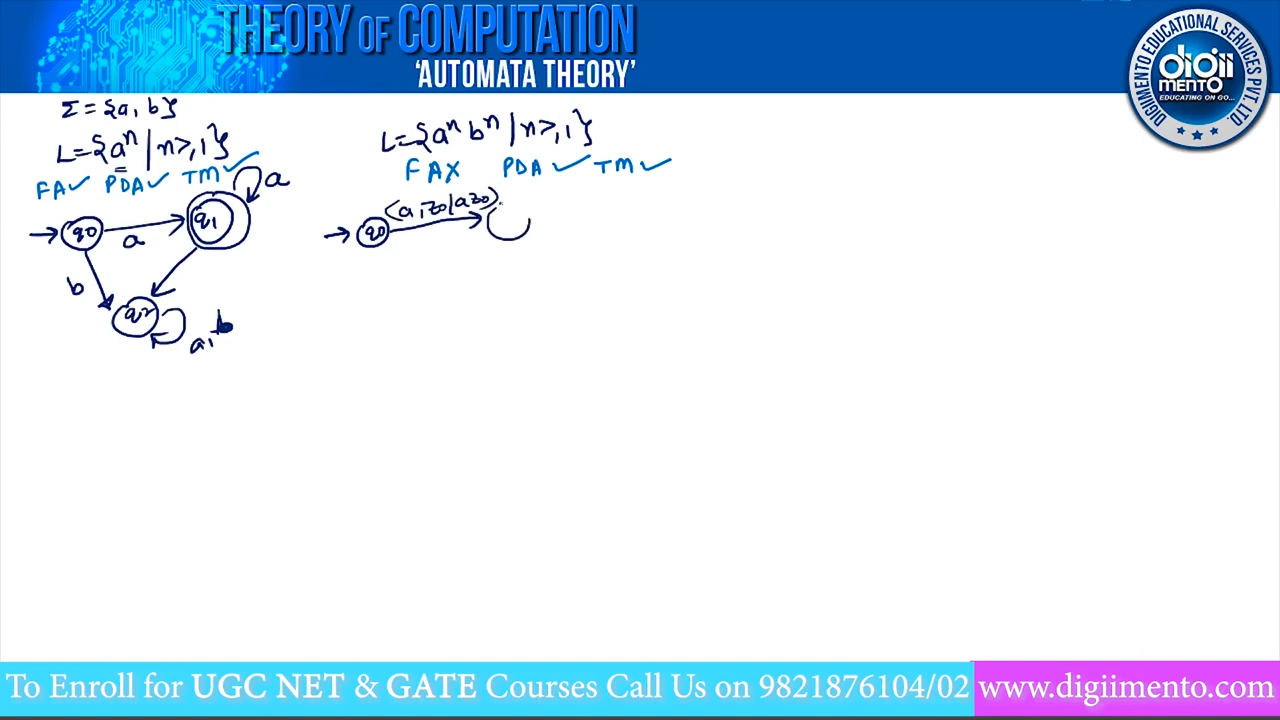 THEORY OF COMPUTATION
'AUTOMATA THEORY'
DIGIIMENTO EDUCATIONAL SERVICES PVT. LTD.
digii
MENTO
EDUCATING ON GO...
Σ = {a, b}
L = {aⁿ | n ≥, 1}
FA✓ PDA✓ TM✓
q0
a
q1
a
b
q2
a, b
L = {aⁿ bⁿ | n ≥, 1}
FAX PDA ✓ TM ✓
q0
(a, z0 | a z0)
To Enroll for UGC NET & GATE Courses Call Us on 9821876104/02
www.digiimento.com